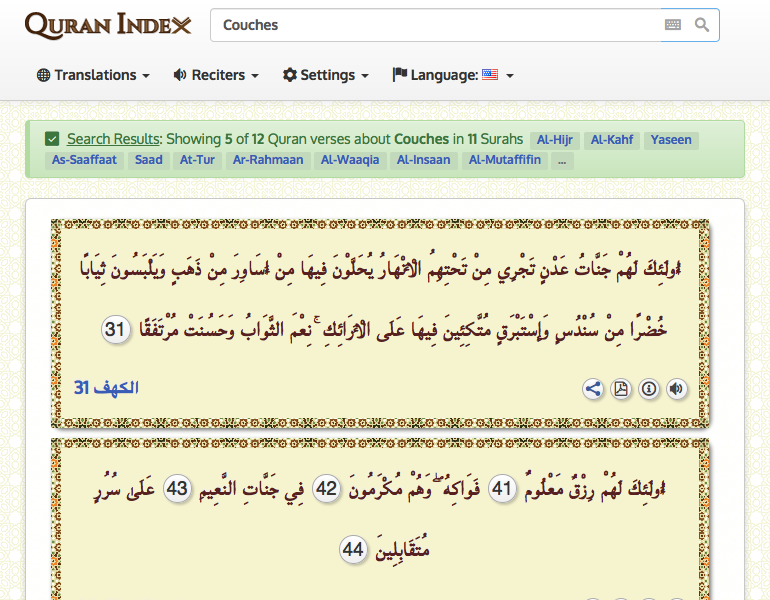 QURAN INDEX
Couches
Translations Reciters Settings Language:
Search Results: Showing 5 of 12 Quran verses about Couches in 11 Surahs Al-Hijr Al-Kahf Yaseen
As-Saaffaat Saad At-Tur Ar-Rahmaan Al-Waaqia Al-Insaan Al-Mutaffifin ...
أُولَٰئِكَ لَهُمْ جَنَّاتُ عَدْنٍ تَجْرِي مِنْ تَحْتِهِمُ الْأَنْهَارُ يُحَلَّوْنَ فِيهَا مِنْ أَسَاوِرَ مِنْ ذَهَبٍ وَيَلْبَسُونَ ثِيَابًا
خُضْرًا مِنْ سُنْدُسٍ وَإِسْتَبْرَقٍ مُتَّكِئِينَ فِيهَا عَلَى الْأَرَائِكِ ۚ نِعْمَ الثَّوَابُ وَحَسُنَتْ مُرْتَفَقًا 31
الكهف 31
أُولَٰئِكَ لَهُمْ رِزْقٌ مَعْلُومٌ 41 فَوَاكِهُ ۖ وَهُمْ مُكْرَمُونَ 42 فِي جَنَّاتِ النَّعِيمِ 43 عَلَىٰ سُرُرٍ
مُتَقَابِلِينَ 44